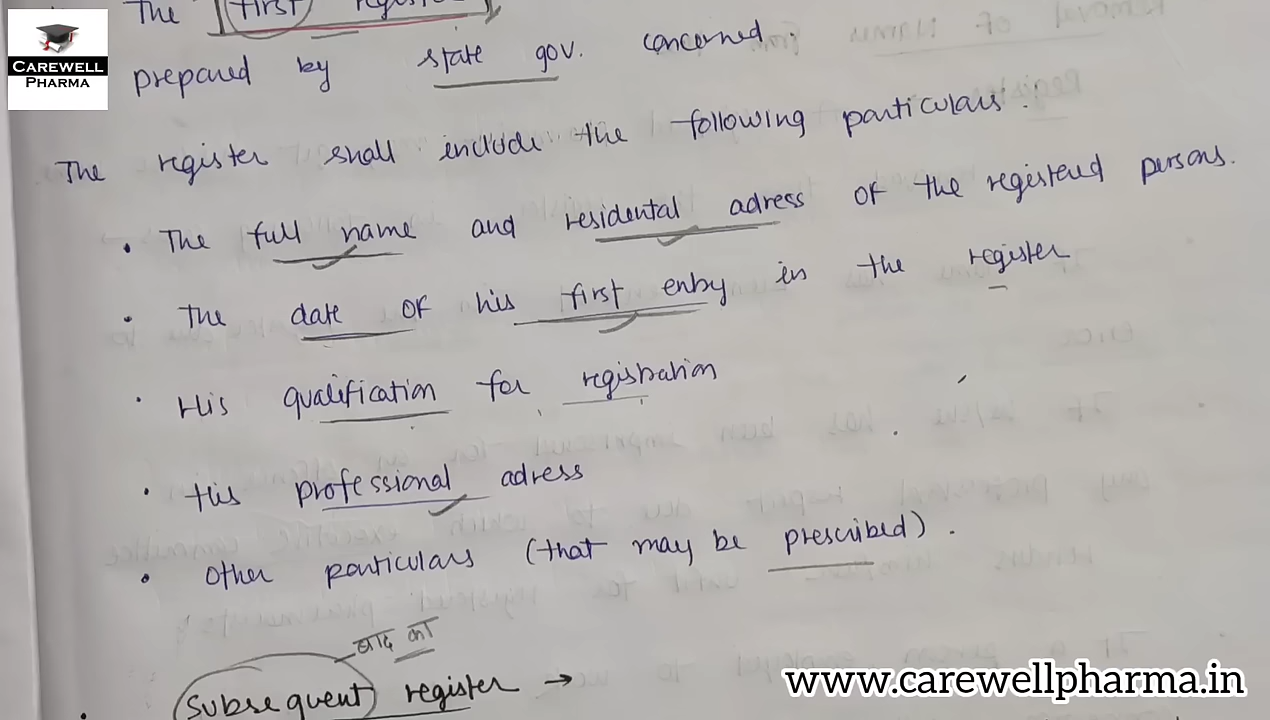 CAREWELL
PHARMA
The first register
prepared by state gov. concerned.
The register shall include the following particulars.
• The full name and residental adress of the registered persons.
• The date of his first entry in the register
• His qualification for registration
• His professional adress
• Other particulars (that may be prescribed).
बाद का
• Subsequent register →
www.carewellpharma.in